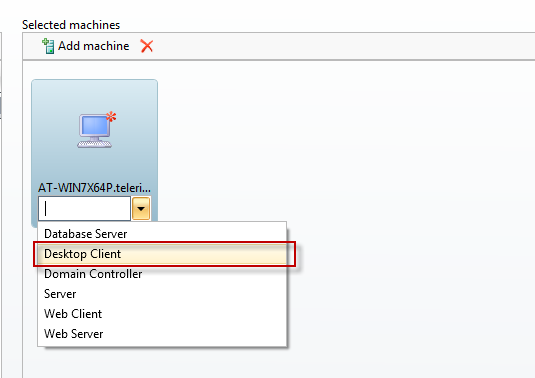 Selected machines
Add machine
AT-WIN7X64P.teleri...
Database Server
Desktop Client
Domain Controller
Server
Web Client
Web Server